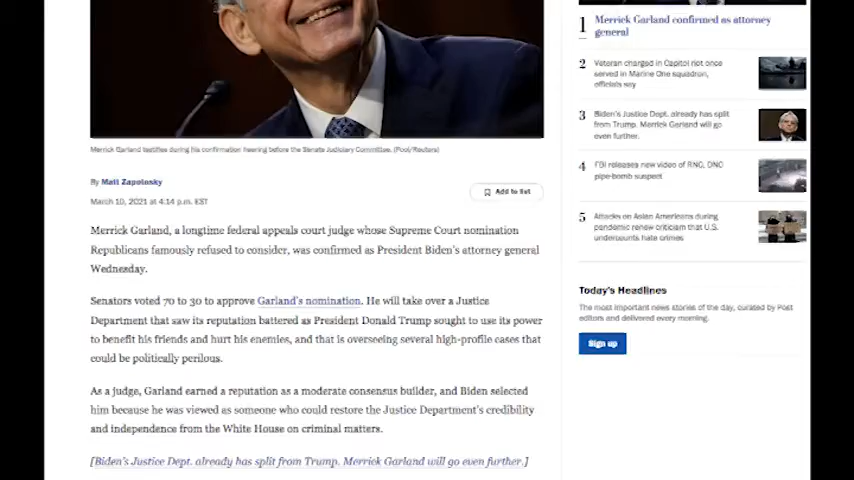 Merrick Garland testifies during his confirmation hearing before the Senate Judiciary Committee. (Pool/Reuters)
By Matt Zapotosky
March 10, 2021 at 4:14 p.m. EST
Add to list
Merrick Garland, a longtime federal appeals court judge whose Supreme Court nomination
Republicans famously refused to consider, was confirmed as President Biden's attorney general
Wednesday.
Senators voted 70 to 30 to approve Garland's nomination. He will take over a Justice
Department that saw its reputation battered as President Donald Trump sought to use its power
to benefit his friends and hurt his enemies, and that is overseeing several high-profile cases that
could be politically perilous.
As a judge, Garland earned a reputation as a moderate consensus builder, and Biden selected
him because he was viewed as someone who could restore the Justice Department's credibility
and independence from the White House on criminal matters.
[Biden's Justice Dept. already has split from Trump. Merrick Garland will go even further.]
1 Merrick Garland confirmed as attorney
general
2 Veteran charged in Capitol riot once
served in Marine One squadron,
officials say
3 Biden's Justice Dept. already has split
from Trump. Merrick Garland will go
even further.
4 FBI releases new video of RNC, DNC
pipe-bomb suspect
5 Attacks on Asian Americans during
pandemic renew criticism that U.S.
undercounts hate crimes
Today's Headlines
The most important news stories of the day, curated by Post
editors and delivered every morning.
Sign up